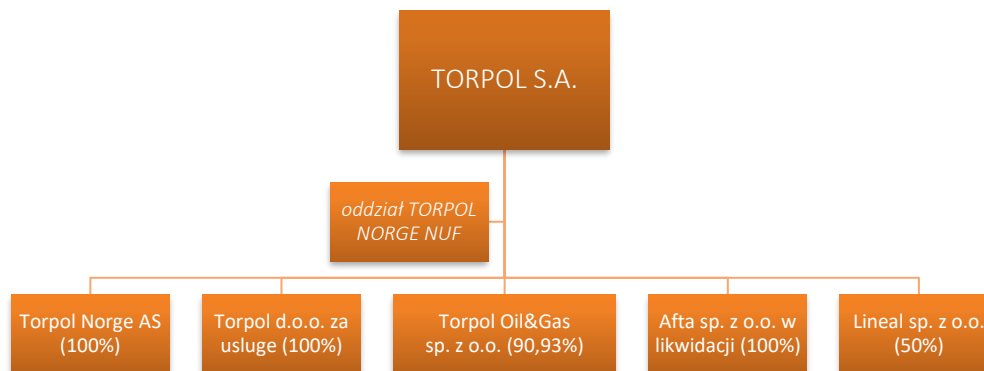 TORPOL S.A.
oddział TORPOL
NORGE NUF
Torpol Norge AS
(100%)
Torpol d.o.o. za
usluge (100%)
Torpol Oil&Gas
sp. z o.o. (90,93%)
Afta sp. z o.o. w
likwidacji (100%)
Lineal sp. z o.o.
(50%)